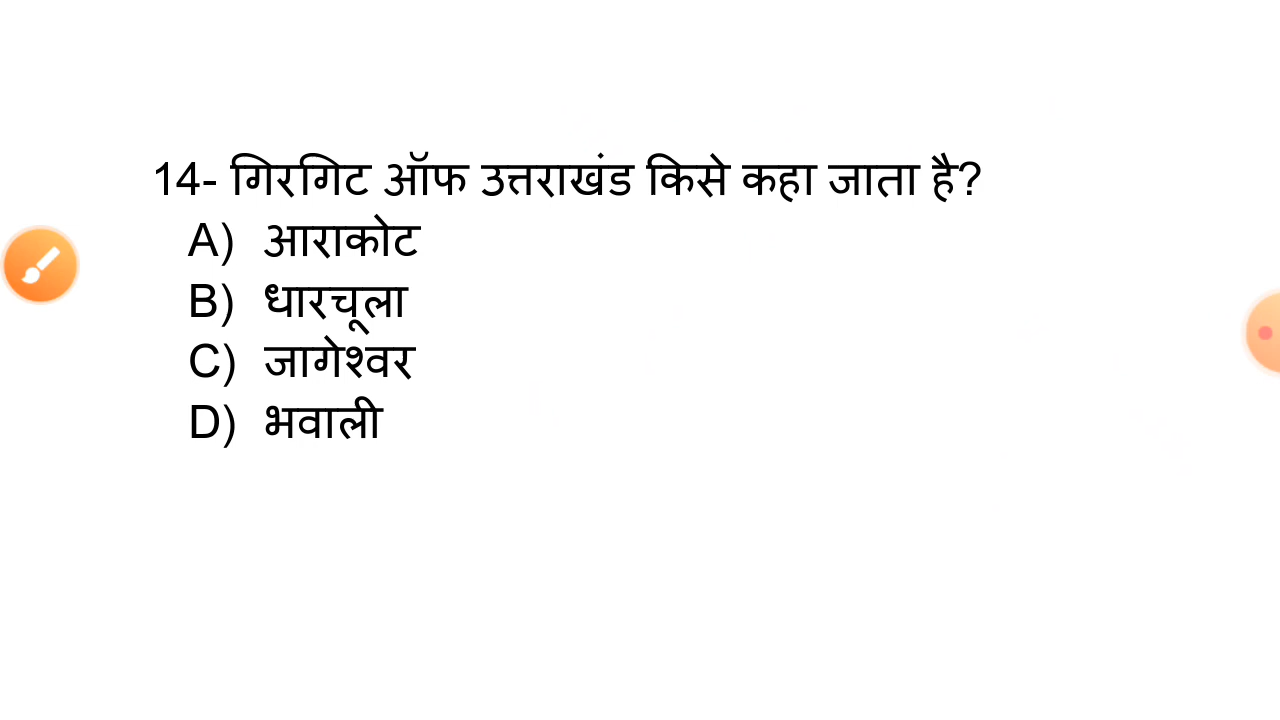 14- गिरगिट ऑफ उत्तराखंड किसे कहा जाता है?
A) आराकोट
B) धारचूला
C) जागेश्वर
D) भवाली